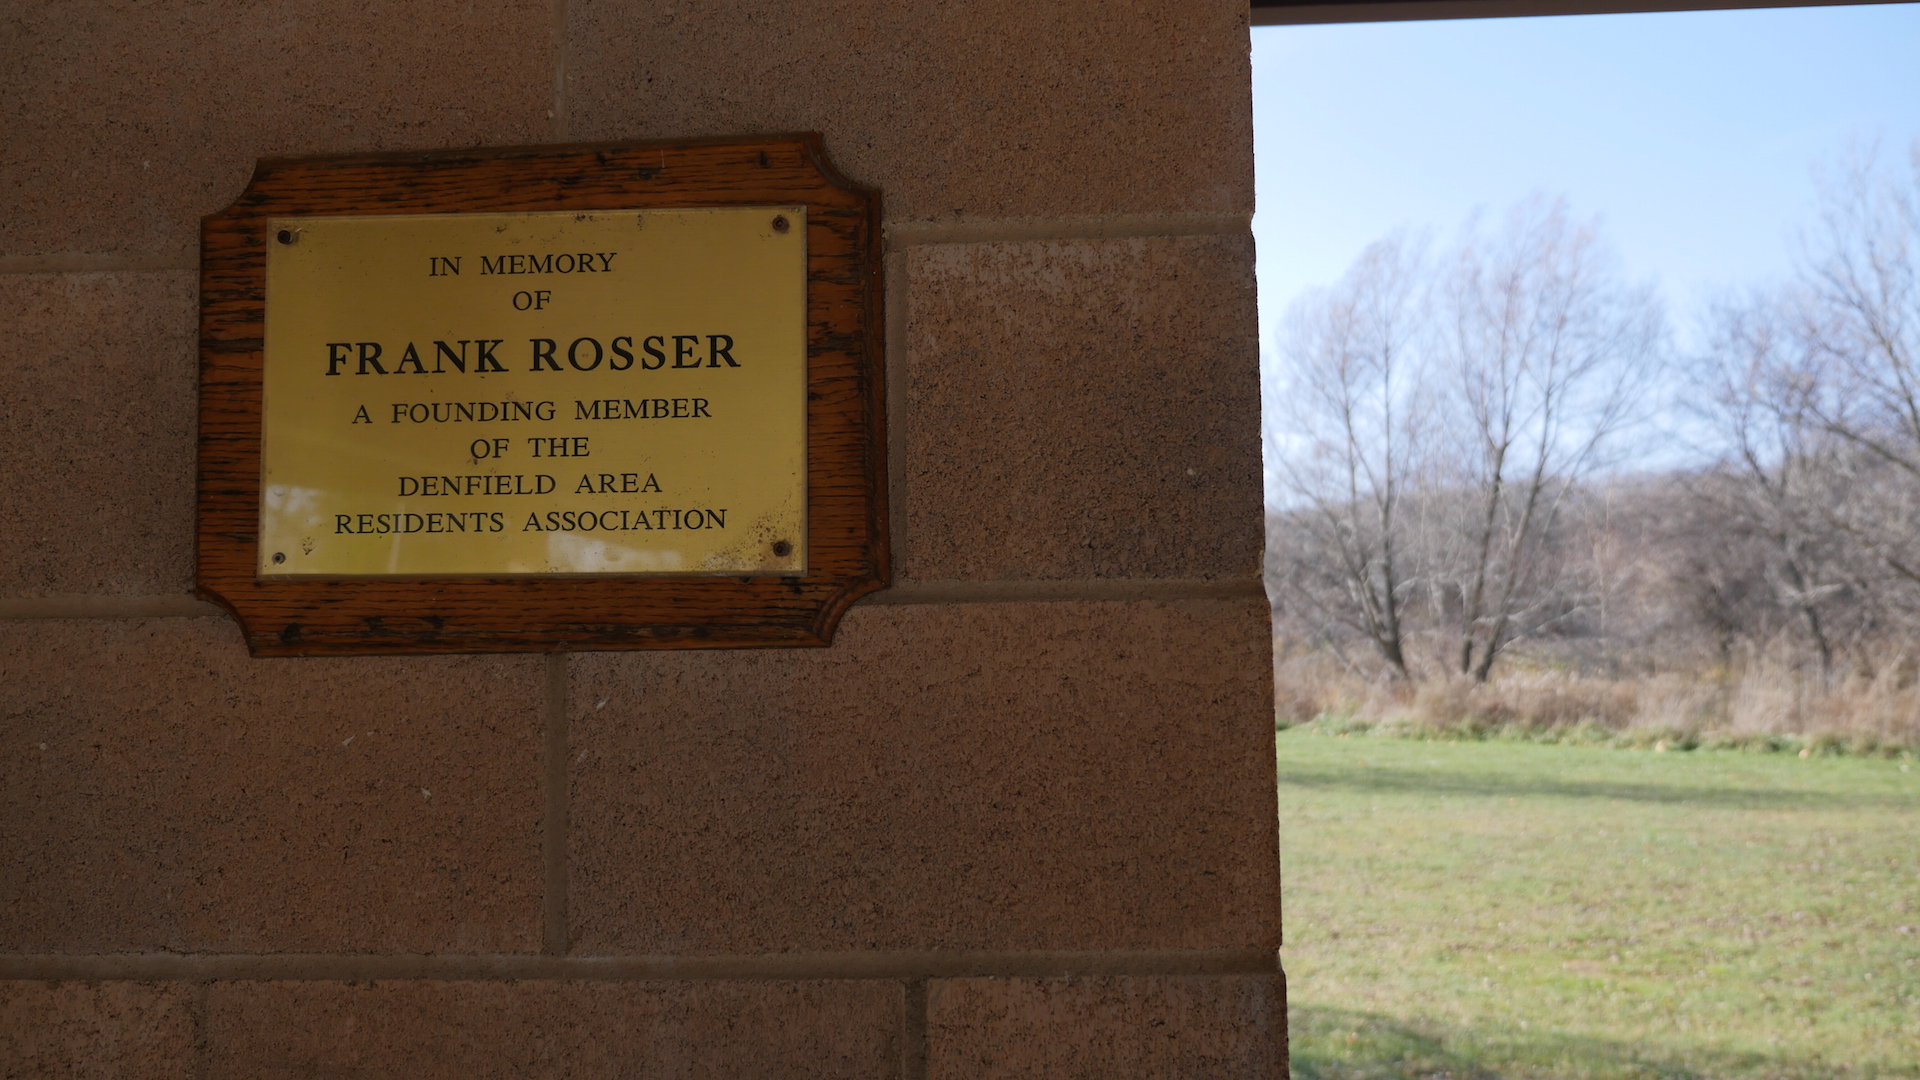 IN MEMORY
OF
FRANK ROSSER
A FOUNDING MEMBER
OF THE
DENFIELD AREA
RESIDENTS ASSOCIATION